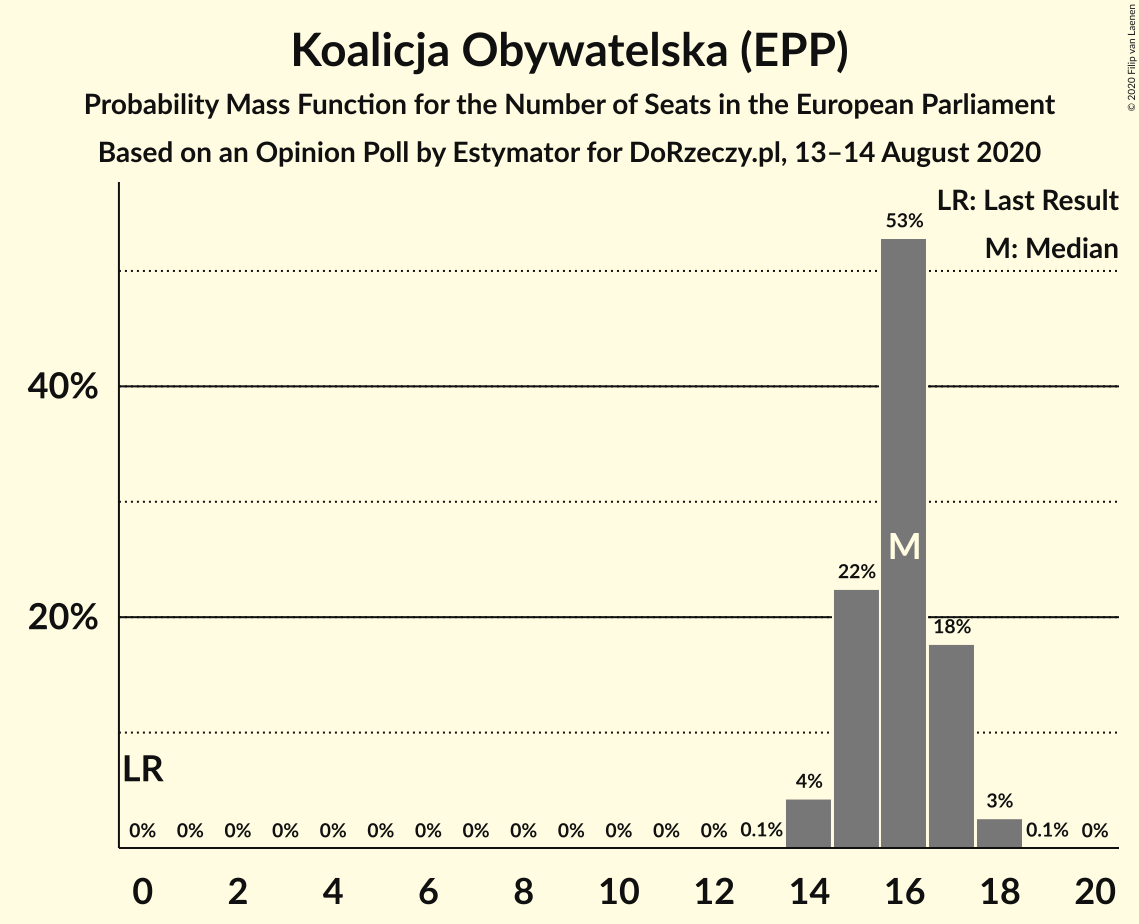 Koalicja Obywatelska (EPP)
Probability Mass Function for the Number of Seats in the European Parliament
Based on an Opinion Poll by Estymator for DoRzeczy.pl, 13–14 August 2020
© 2020 Filip van Laenen
LR: Last Result
M: Median
53%
40%
M
22%
20%
18%
LR
4%
3%
0% 0% 0% 0% 0% 0% 0% 0% 0% 0% 0% 0% 0% 0.1% 0.1% 0%
0 2 4 6 8 10 12 14 16 18 20